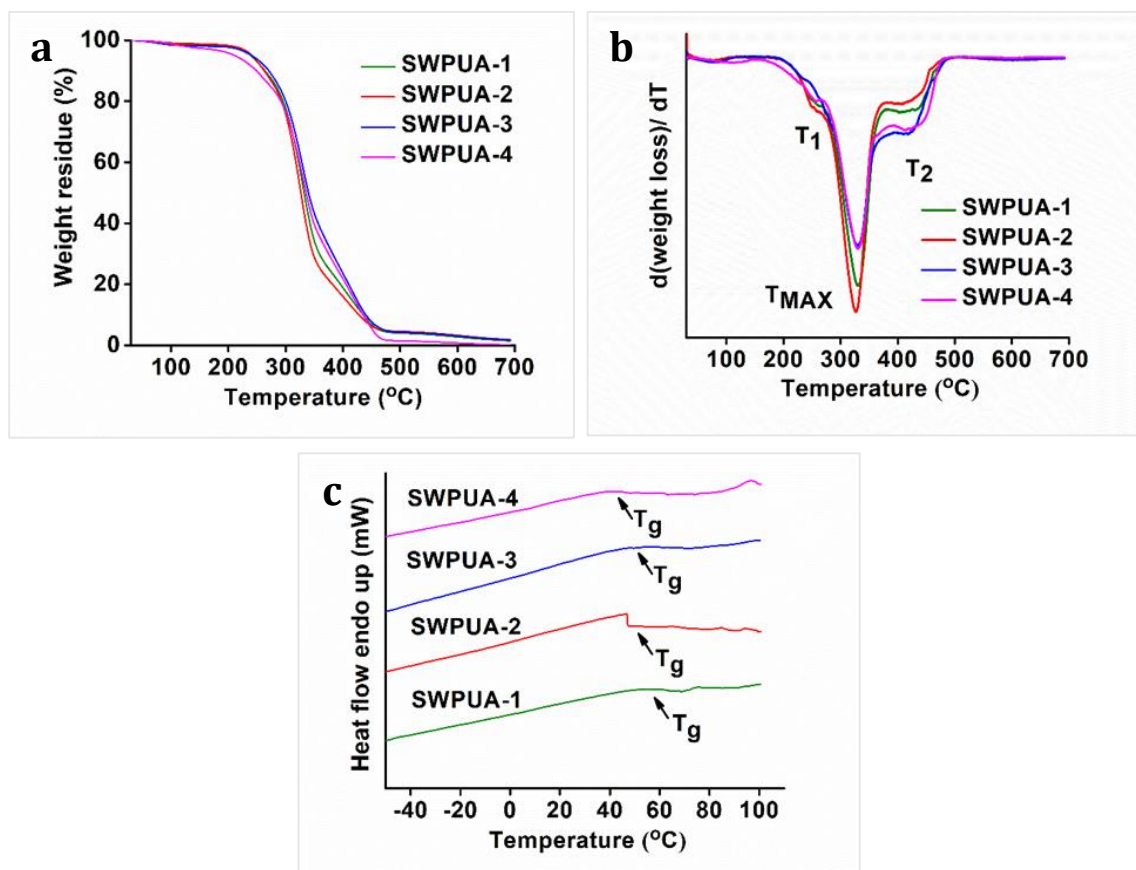 a
100
80
60
40
20
0
Weight residue (%)
SWPUA-1
SWPUA-2
SWPUA-3
SWPUA-4
100 200 300 400 500 600 700
Temperature (°C)
b
d(weight loss)/ dT
T1
T2
TMAX
SWPUA-1
SWPUA-2
SWPUA-3
SWPUA-4
100 200 300 400 500 600 700
Temperature (°C)
c
Heat flow endo up (mW)
SWPUA-4
Tg
SWPUA-3
Tg
SWPUA-2
Tg
SWPUA-1
Tg
-40 -20 0 20 40 60 80 100
Temperature (°C)